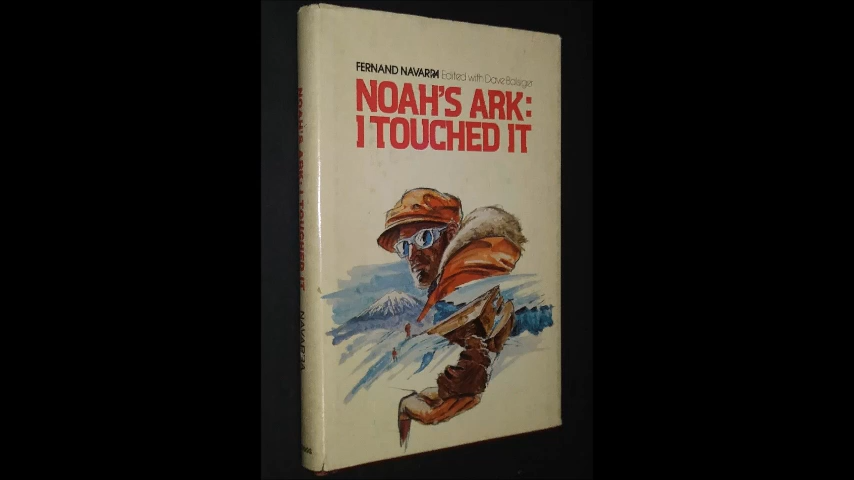 FERNAND NAVARRA Edited with Dave Balsiger
NOAH'S ARK:
I TOUCHED IT
NOAH'S ARK: I TOUCHED IT NAVARRA